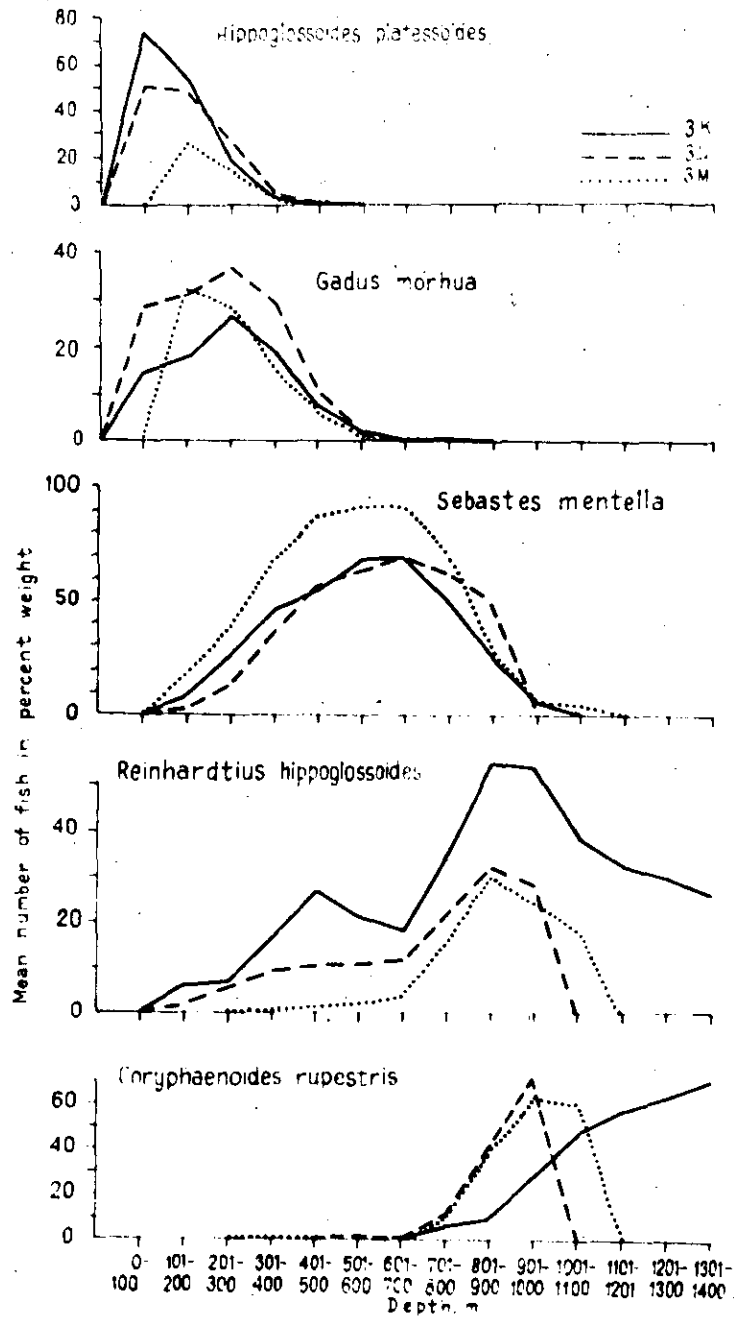 Hippoglossoides platessoides
80
60
40
20
0
3K
3L
3M
Gadus morhua
40
20
0
Sebastes mentella
100
50
0
Mean number of fish in percent weight
Reinhardtius hippoglossoides
40
20
0
Coryphaenoides rupestris
60
40
20
0
0- 101- 201- 301- 401- 501- 601- 701- 801- 901- 1001- 1101- 1201- 1301-
100 200 300 400 500 600 700 800 900 1000 1100 1201 1300 1400
Depth, m